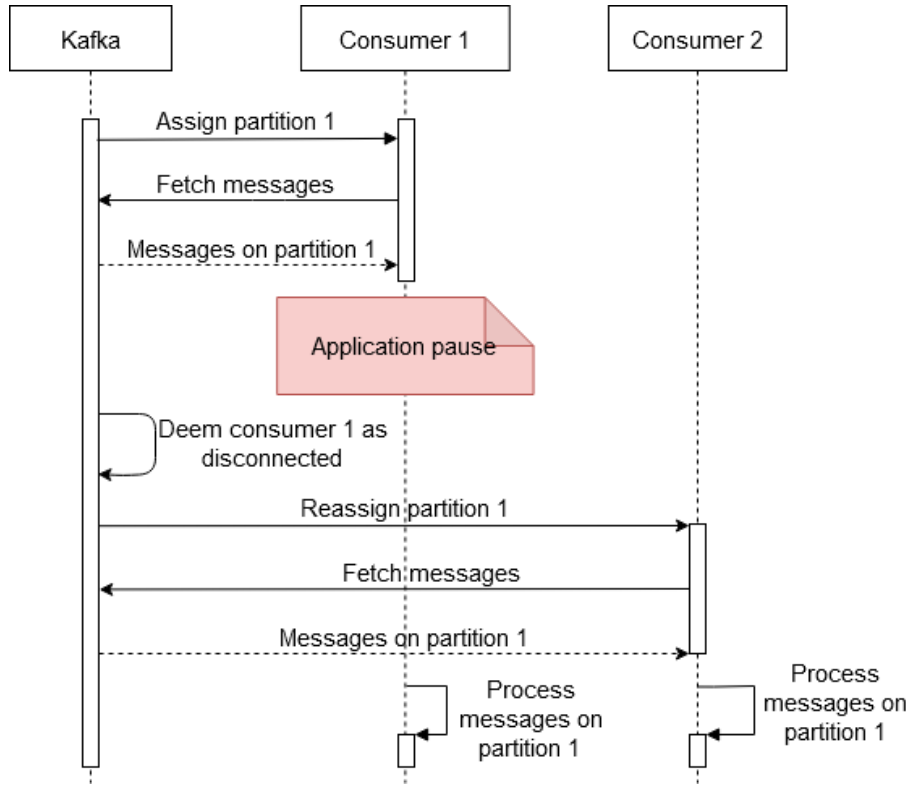 Kafka
Consumer 1
Consumer 2
Assign partition 1
Fetch messages
Messages on partition 1
Application pause
Deem consumer 1 as
disconnected
Reassign partition 1
Fetch messages
Messages on partition 1
Process
messages on
partition 1
Process
messages on
partition 1